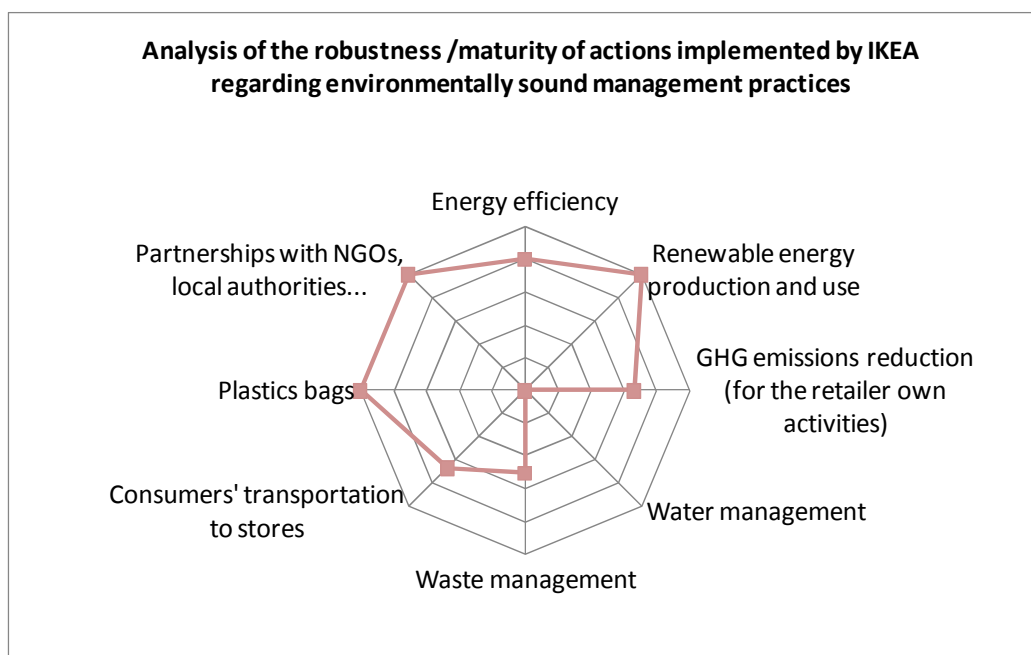 Analysis of the robustness /maturity of actions implemented by IKEA
regarding environmentally sound management practices
Energy efficiency
Partnerships with NGOs,
local authorities...
Renewable energy
production and use
GHG emissions reduction
(for the retailer own
activities)
Plastics bags
Consumers' transportation
to stores
Water management
Waste management